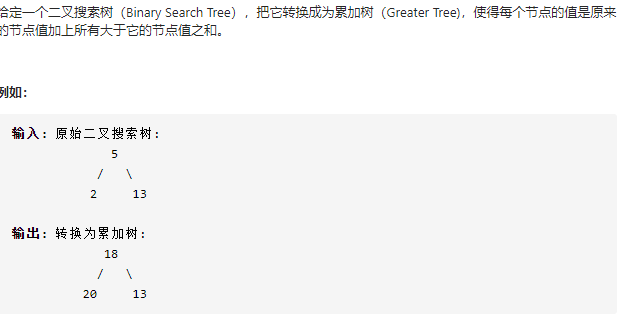 给定一个二叉搜索树（Binary Search Tree），把它转换成为累加树（Greater Tree)，使得每个节点的值是原来
的节点值加上所有大于它的节点值之和。
例如：
输入: 原始二叉搜索树:
5
/ \
2 13
输出: 转换为累加树:
18
/ \
20 13